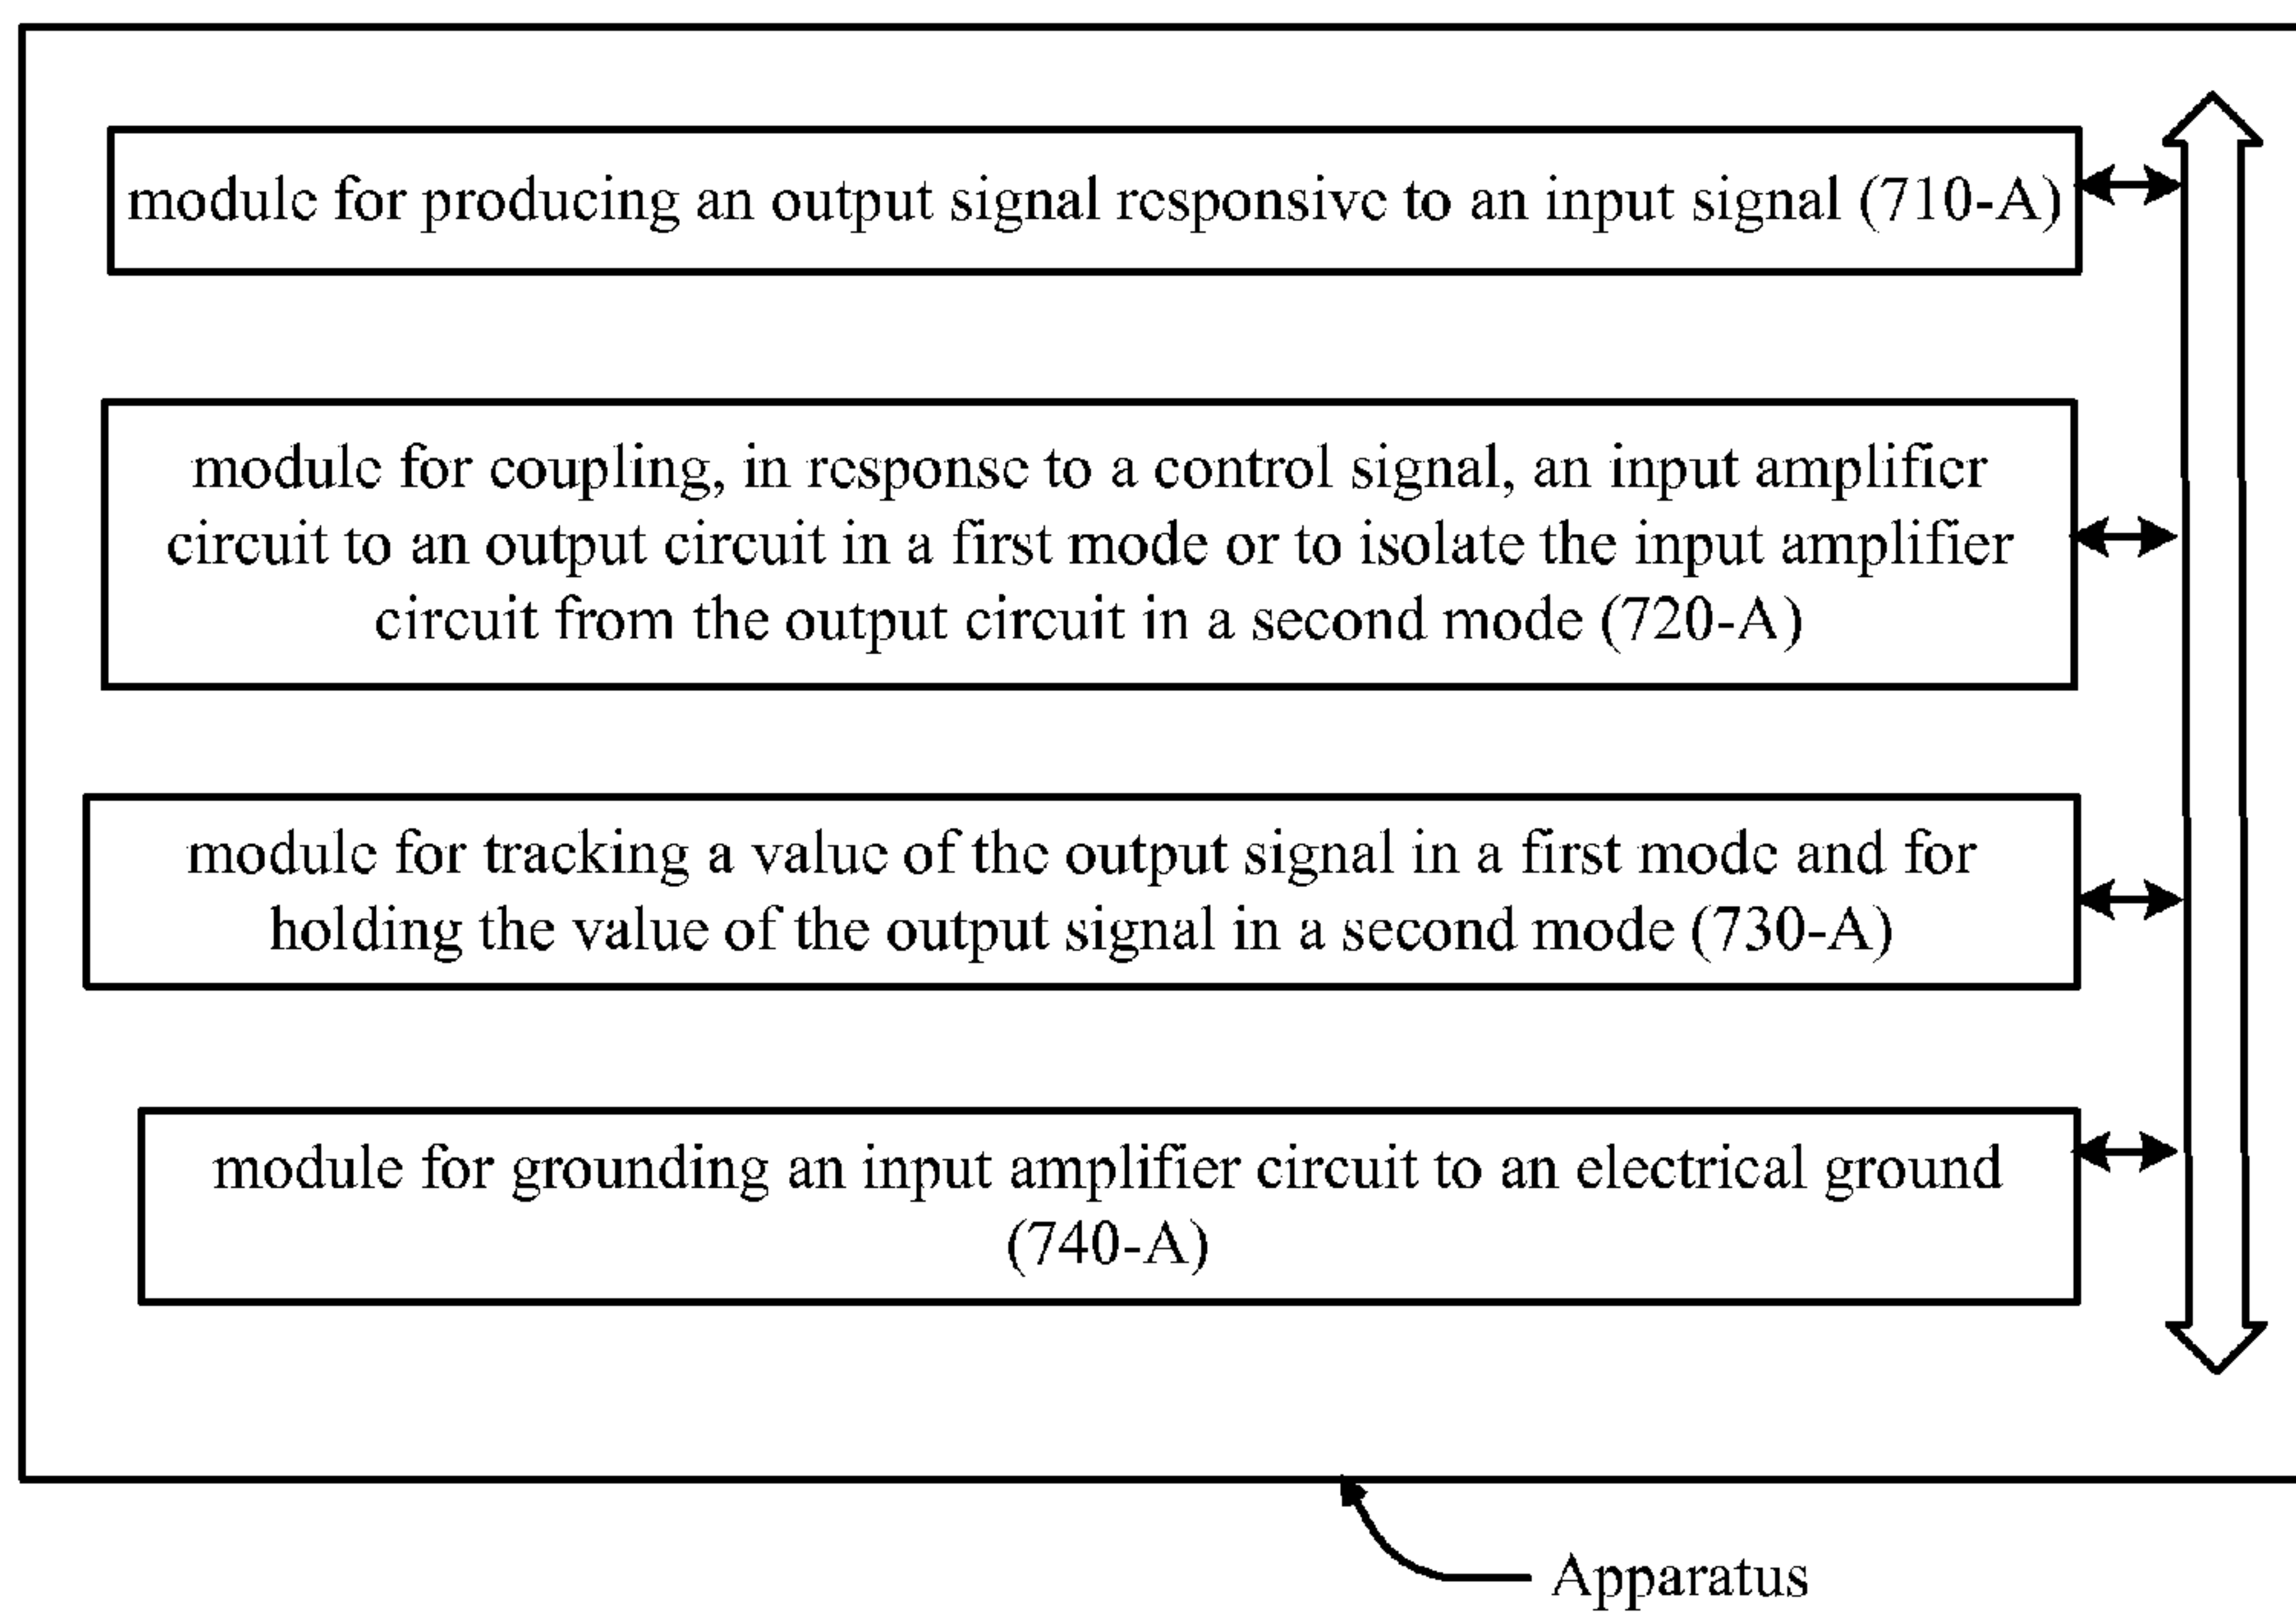 module for producing an output signal responsive to an input signal (710-A)
module for coupling, in response to a control signal, an input amplifier
circuit to an output circuit in a first mode or to isolate the input amplifier
circuit from the output circuit in a second mode (720-A)
module for tracking a value of the output signal in a first mode and for
holding the value of the output signal in a second mode (730-A)
module for grounding an input amplifier circuit to an electrical ground
(740-A)
Apparatus